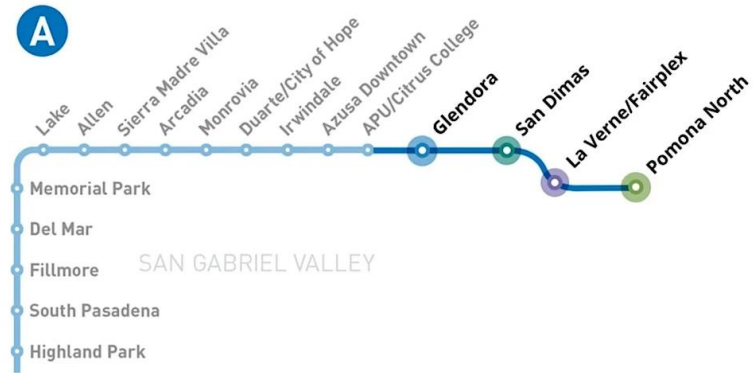 A
Lake
Allen
Sierra Madre Villa
Arcadia
Monrovia
Duarte/City of Hope
Irwindale
Azusa Downtown
APU/Citrus College
Glendora
San Dimas
La Verne/Fairplex
Pomona North
Memorial Park
Del Mar
Fillmore
SAN GABRIEL VALLEY
South Pasadena
Highland Park